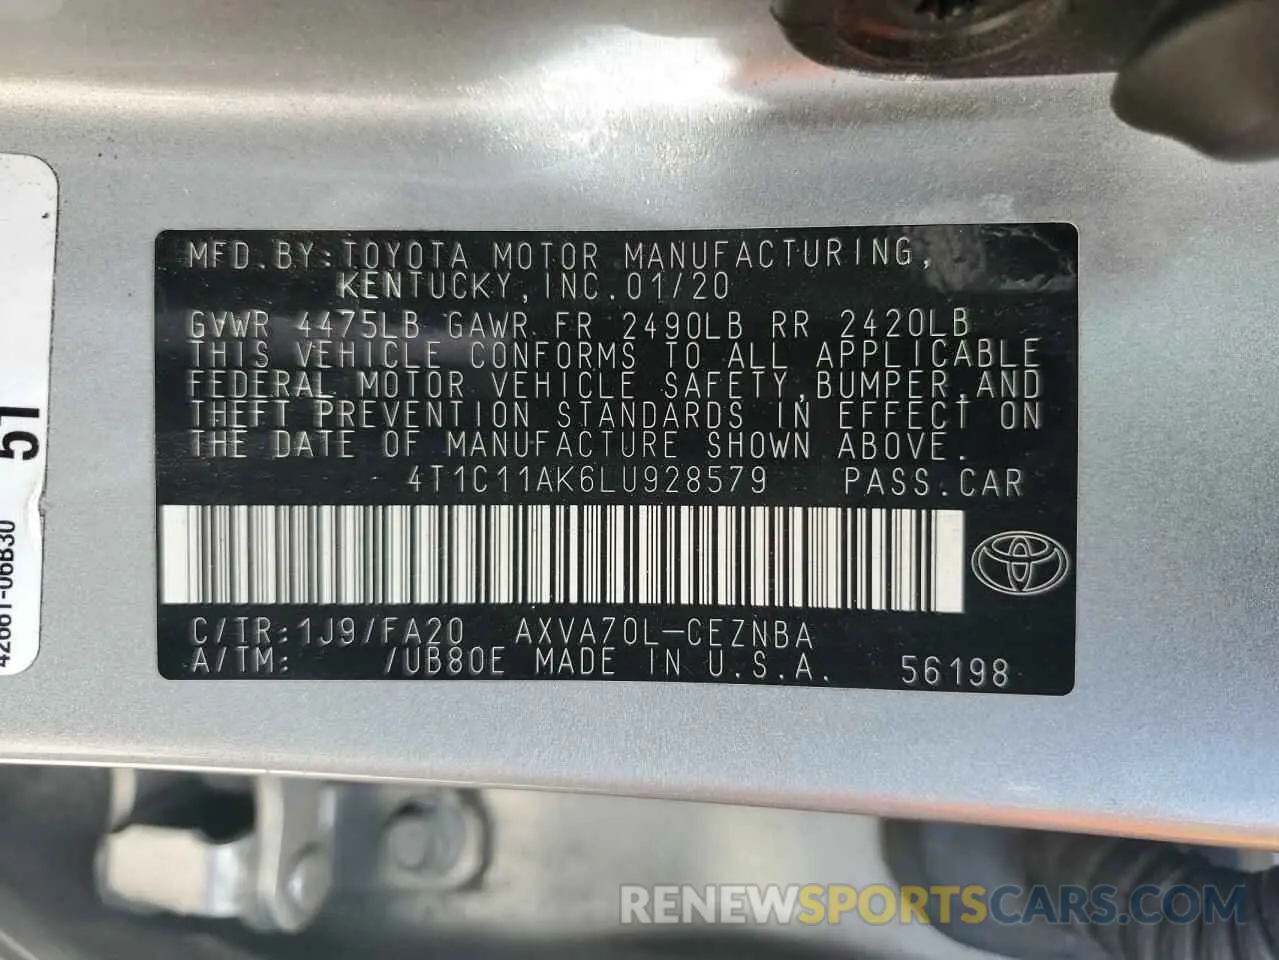 MFD.BY:TOYOTA MOTOR MANUFACTURING,
KENTUCKY,INC.01/20
GVWR 4475LB GAWR FR 2490LB RR 2420LB
THIS VEHICLE CONFORMS TO ALL APPLICABLE
FEDERAL MOTOR VEHICLE SAFETY,BUMPER,AND
THEFT PREVENTION STANDARDS IN EFFECT ON
THE DATE OF MANUFACTURE SHOWN ABOVE.
4T1C11AK6LU928579 PASS.CAR
C/TR:1J9/FA20 AXVA70L-CEZNBA
A/TM: /UB80E MADE IN U.S.A. 56198
42661-06B30
RENEWSPORTSCARS.COM